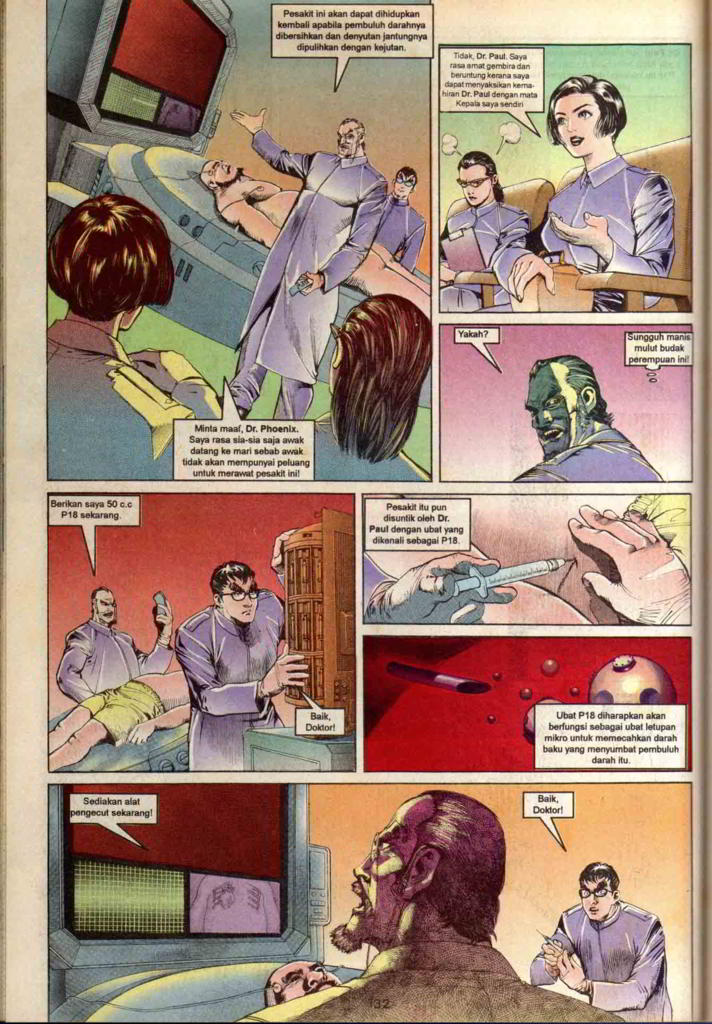 Pesakit ini akan dapat dihidupkan
kembali apabila pembuluh darahnya
dibersihkan dan denyutan jantungnya
dipulihkan dengan kejutan.
Minta maaf, Dr. Phoenix.
Saya rasa sia-sia saja awak
datang ke mari sebab awak
tidak akan mempunyai peluang
untuk merawat pesakit ini!
Tidak, Dr. Paul. Saya
rasa amat gembira dan
beruntung kerana saya
dapat menyaksikan kema-
hiran Dr. Paul dengan mata
Kepala saya sendiri
Yakah?
Sungguh manis
mulut budak
perempuan ini!
Berikan saya 50 c.c
P18 sekarang.
Baik,
Doktor!
Pesakit itu pun
disuntik oleh Dr.
Paul dengan ubat yang
dikenali sebagai P18.
Ubat P18 diharapkan akan
berfungsi sebagai ubat letupan
mikro untuk memecahkan darah
baku yang menyumbat pembuluh
darah itu.
Sediakan alat
pengecut sekarang!
Baik,
Doktor!
32